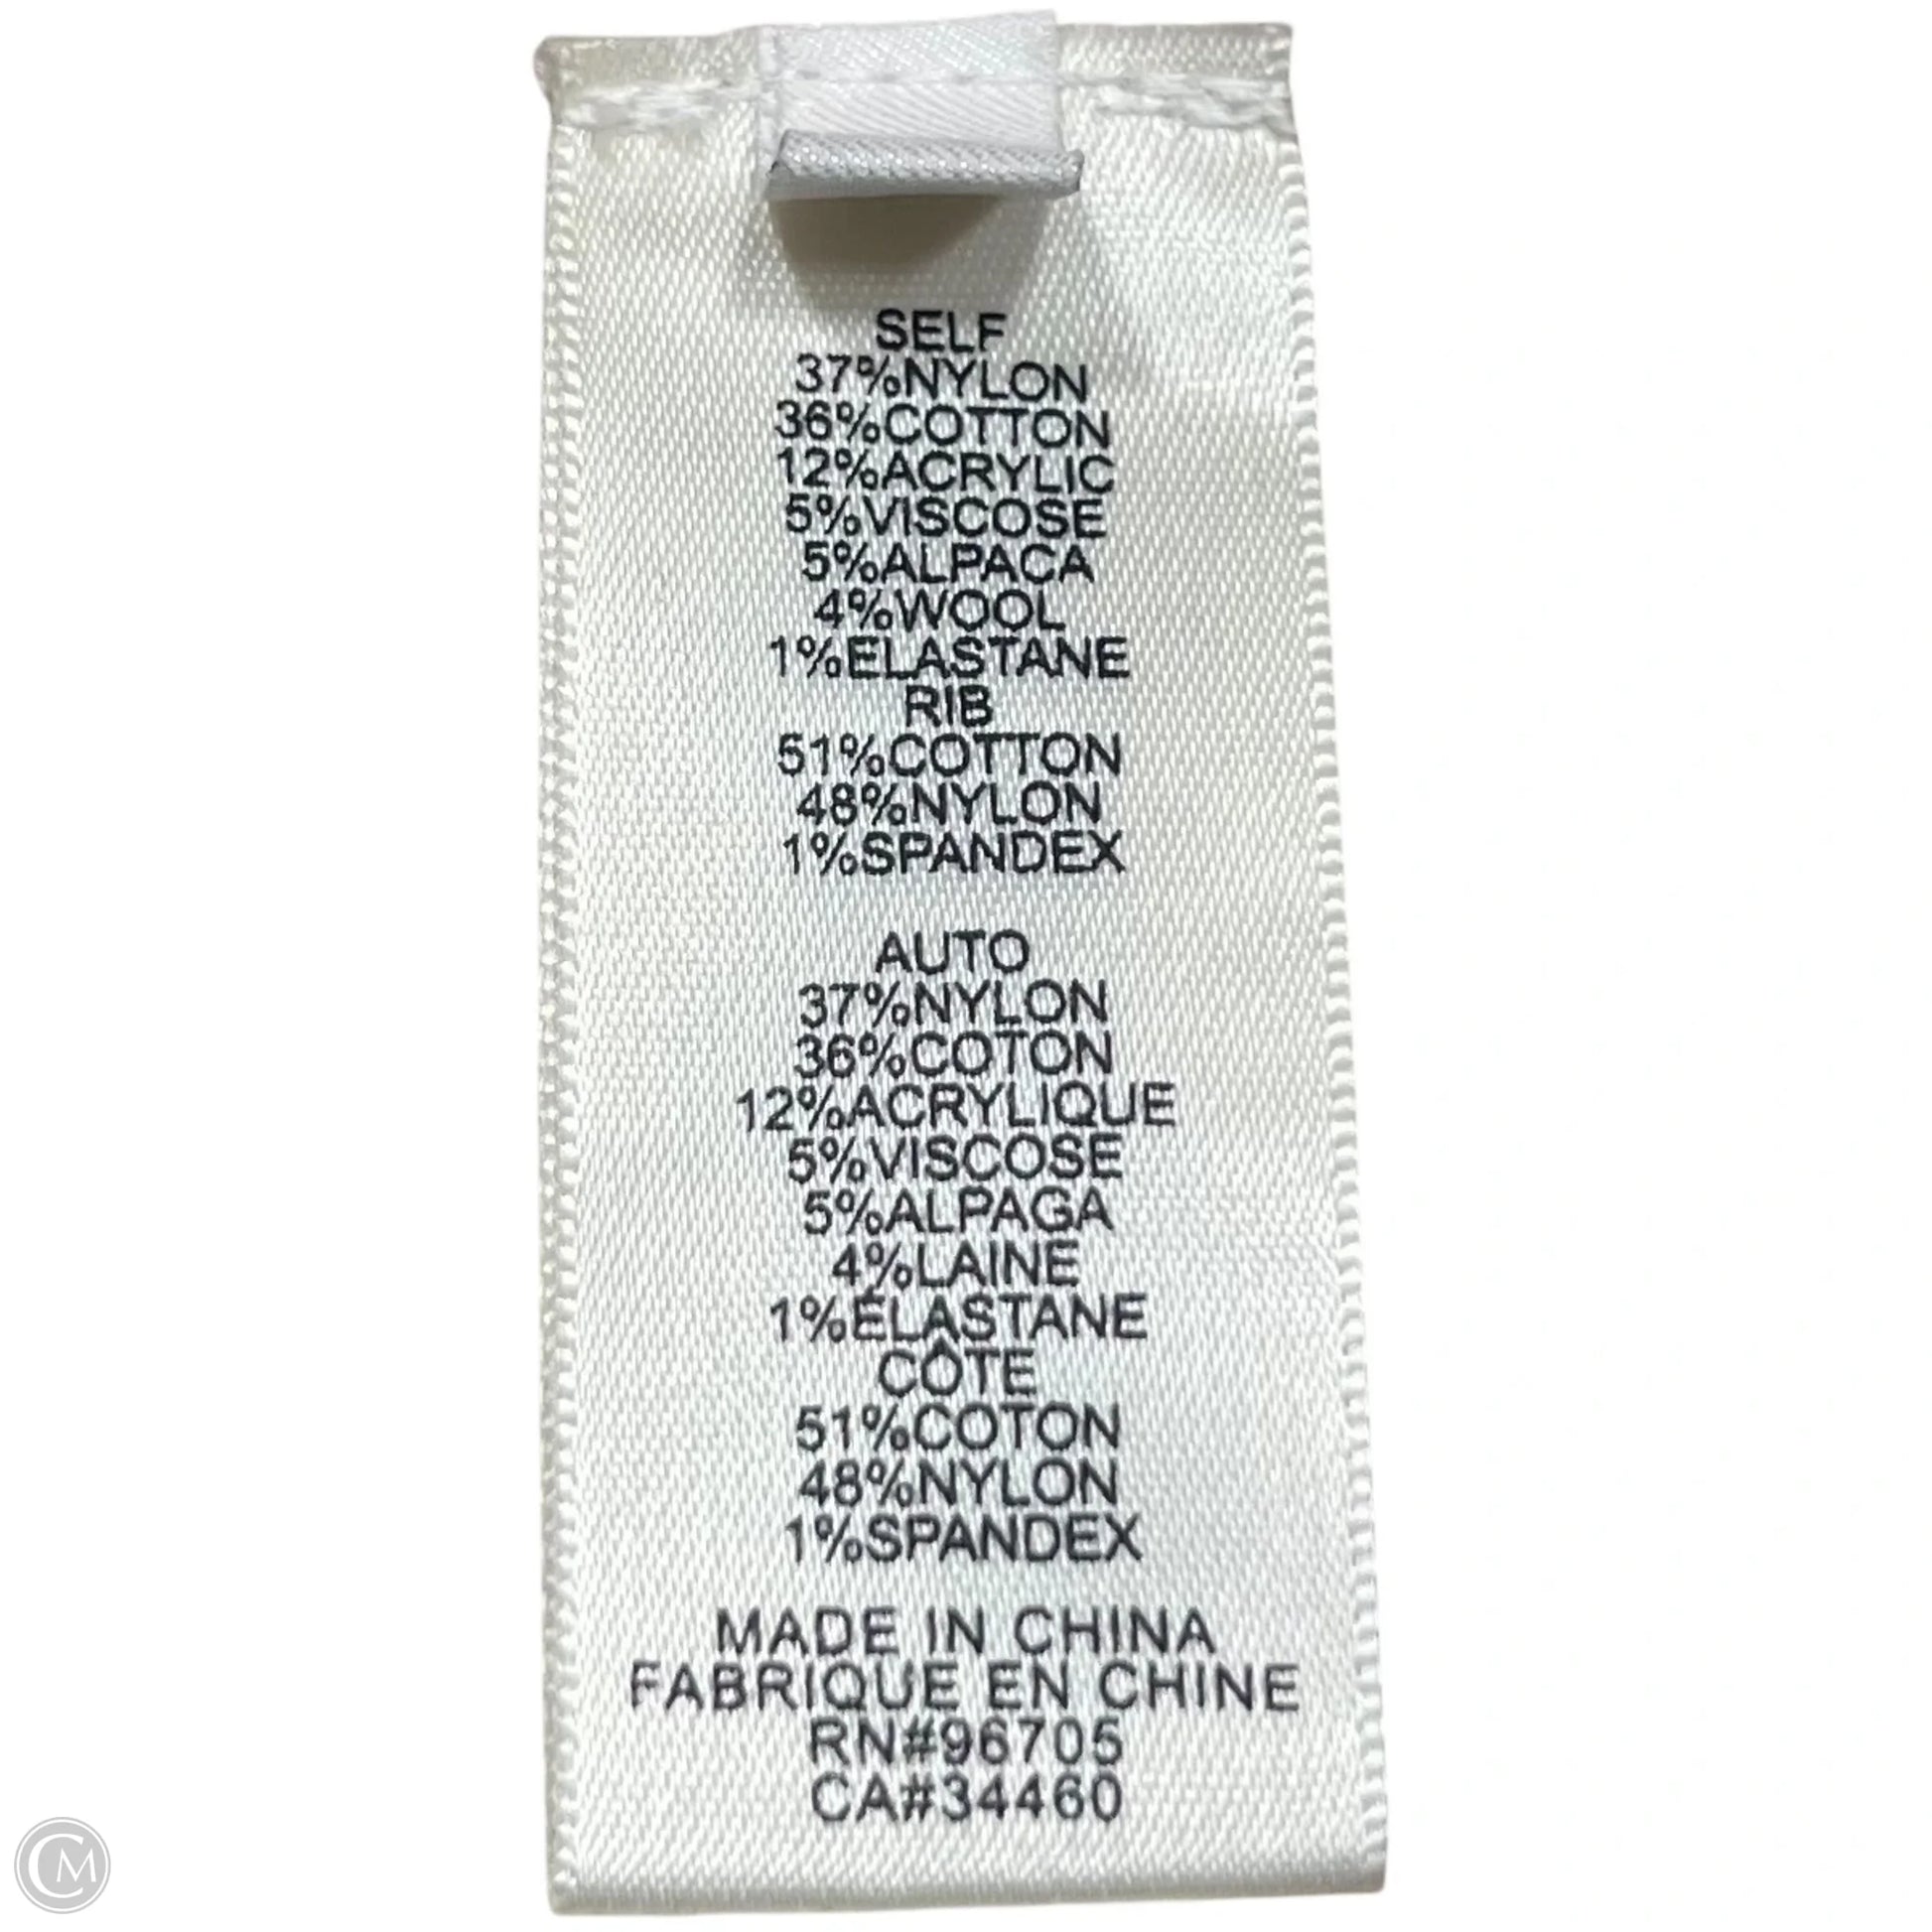 SELF
37%NYLON
36%COTTON
12%ACRYLIC
5%VISCOSE
5%ALPACA
4%WOOL
1%ELASTANE
RIB
51%COTTON
48%NYLON
1%SPANDEX
AUTO
37%NYLON
36%COTON
12%ACRYLIQUE
5%VISCOSE
5%ALPAGA
4%LAINE
1%ÉLASTANE
CÔTE
51%COTON
48%NYLON
1%SPANDEX
MADE IN CHINA
FABRIQUE EN CHINE
RN#96705
CA#34460
CM